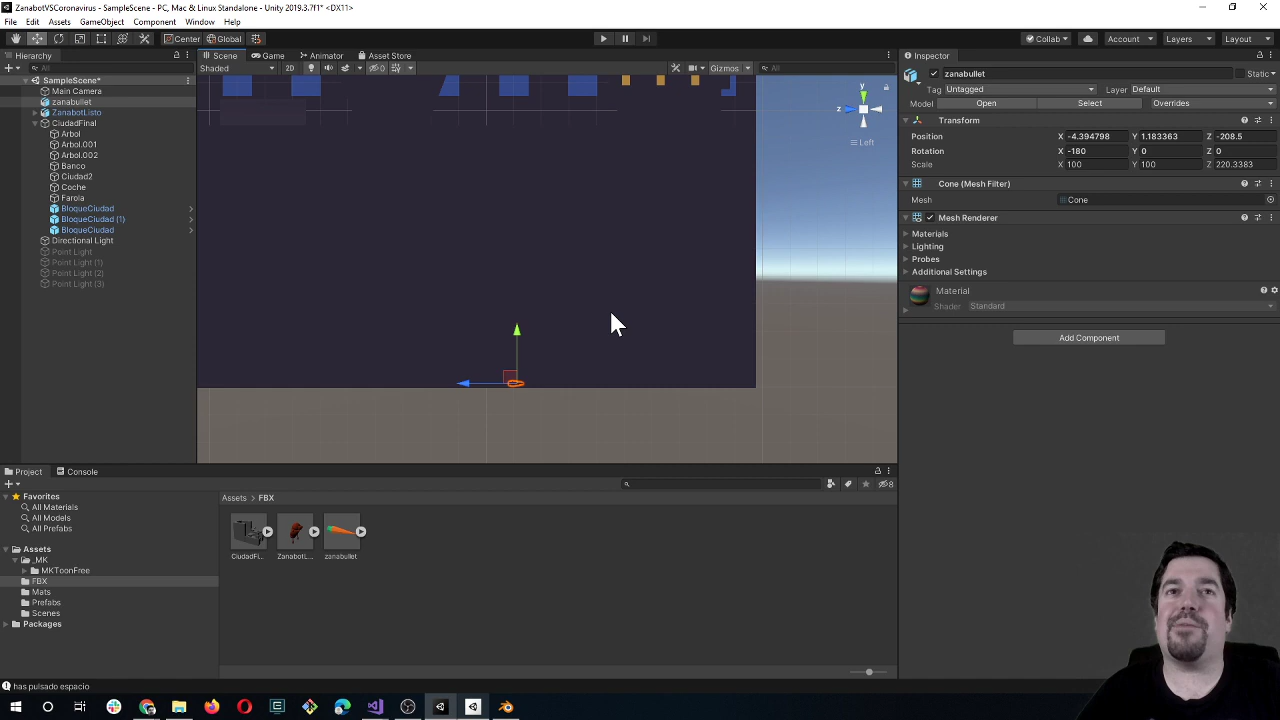 ZanabotVSCoronavirus - SampleScene - PC, Mac & Linux Standalone - Unity 2019.3.7f1* <DX11>
File Edit Assets GameObject Component Window Help
Center Global Collab Account Layers Layout
Hierarchy Scene Game Animator Asset Store Inspector
All Shaded 2D 0 Gizmos All
SampleScene*
Main Camera
zanabullet
ZanabotListo
CiudadFinal
Arbol
Arbol.001
Arbol.002
Banco
Ciudad2
Coche
Farola
BloqueCiudad
BloqueCiudad (1)
BloqueCiudad
Directional Light
Point Light
Point Light (1)
Point Light (2)
Point Light (3)
y
z
Left
zanabullet Static
Tag Untagged Layer Default
Model Open Select Overrides
Transform
Position X -4.394798 Y 1.183363 Z -208.5
Rotation X -180 Y 0 Z 0
Scale X 100 Y 100 Z 220.3383
Cone (Mesh Filter)
Mesh Cone
Mesh Renderer
Materials
Lighting
Probes
Additional Settings
Material
Shader Standard
Add Component
Project Console
8
Favorites
All Materials
All Models
All Prefabs
Assets
_MK
MKToonFree
FBX
Mats
Prefabs
Scenes
Packages
Assets > FBX
CiudadFi... ZanabotL... zanabullet
has pulsado espacio